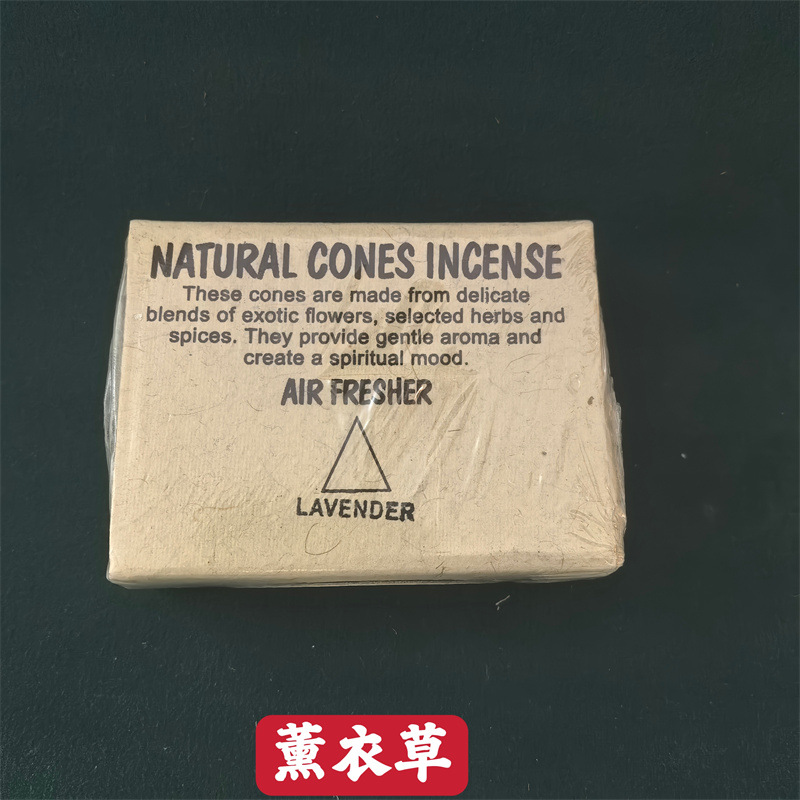 NATURAL CONES INCENSE
These cones are made from delicate
blends of exotic flowers, selected herbs and
spices. They provide gentle aroma and
create a spiritual mood.
AIR FRESHER
LAVENDER
薰衣草